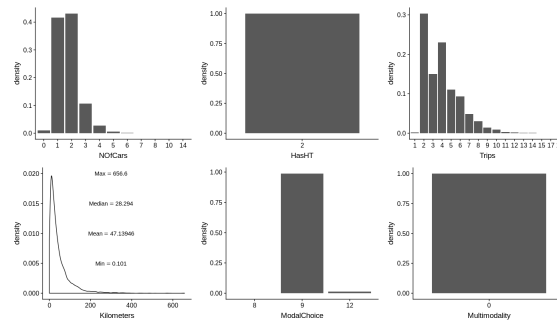 0.4
0.3
0.2
0.1
0.0
density
0 1 2 3 4 5 6 7 8 9 10 14
NOfCars
1.00
0.75
0.50
0.25
0.00
density
2
HasHT
0.3
0.2
0.1
0.0
density
1 2 3 4 5 6 7 8 9 10 11 12 13 14 15 17
Trips
0.020
0.015
0.010
0.005
0.000
density
Max = 656.6
Median = 28.294
Mean = 47.13946
Min = 0.101
0 200 400 600
Kilometers
1.00
0.75
0.50
0.25
0.00
density
8 9 12
ModalChoice
1.00
0.75
0.50
0.25
0.00
density
0
Multimodality